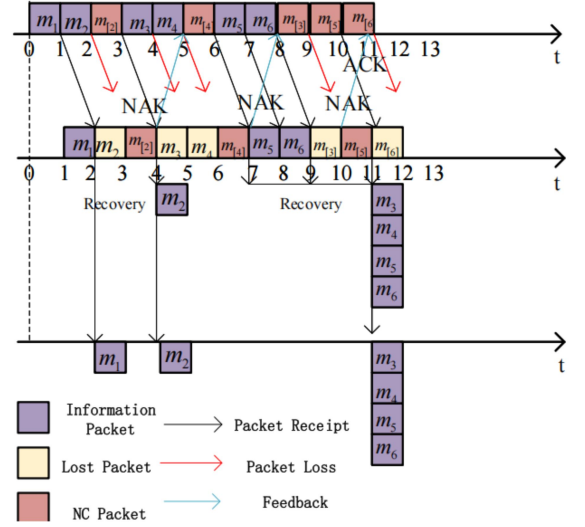 m1 m2 m[2] m3 m4 m[4] m5 m6 m[3] m[5] m[6
0 1 2 3 4 5 6 7 8 9 10 11 12 13 t
ACK
NAK NAK NAK
m1 m2 m[2] m3 m4 m[4] m5 m6 m[3] m[5] m[6]
0 1 2 3 4 5 6 7 8 9 10 11 12 13 t
Recovery m2 Recovery m3
m4
m5
m6
t
m1 m2 m3
m4
m5
m6
Information
Packet
Packet Receipt
Lost Packet Packet Loss
Feedback
NC Packet